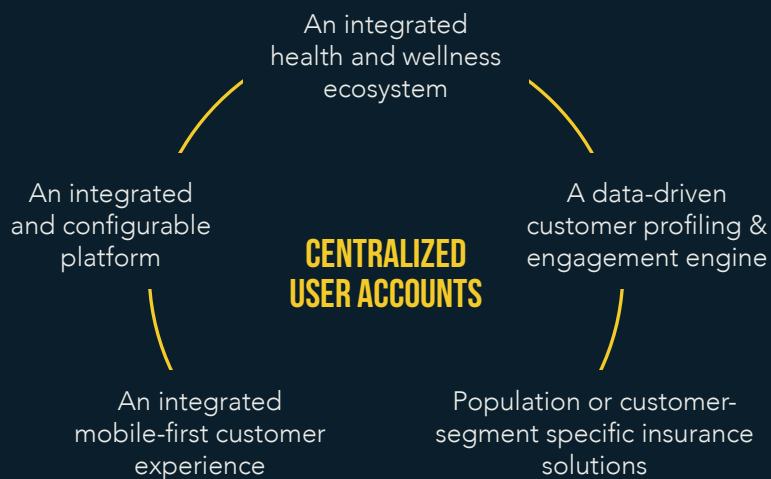 An integrated
health and wellness
ecosystem
An integrated
and configurable
platform
A data-driven
customer profiling &
engagement engine
CENTRALIZED
USER ACCOUNTS
An integrated
mobile-first customer
experience
Population or customer-
segment specific insurance
solutions